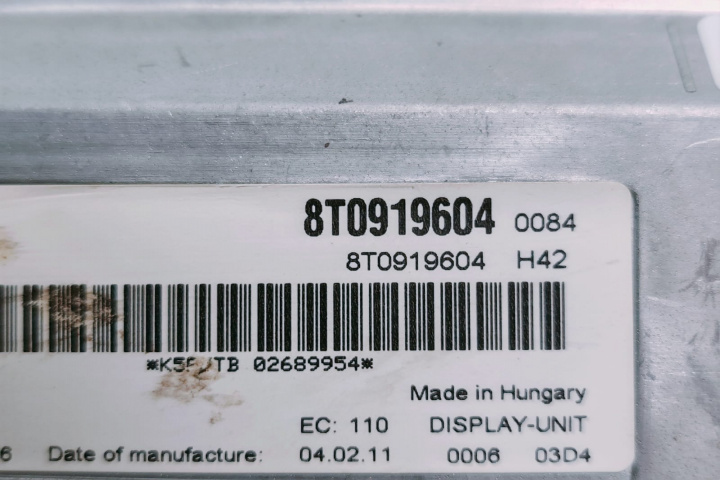 8T0919604 0084
8T0919604 H42
02689954*
Made in Hungary
EC: 110 DISPLAY-UNIT
6 Date of manufacture: 04.02.11 0006 03D4